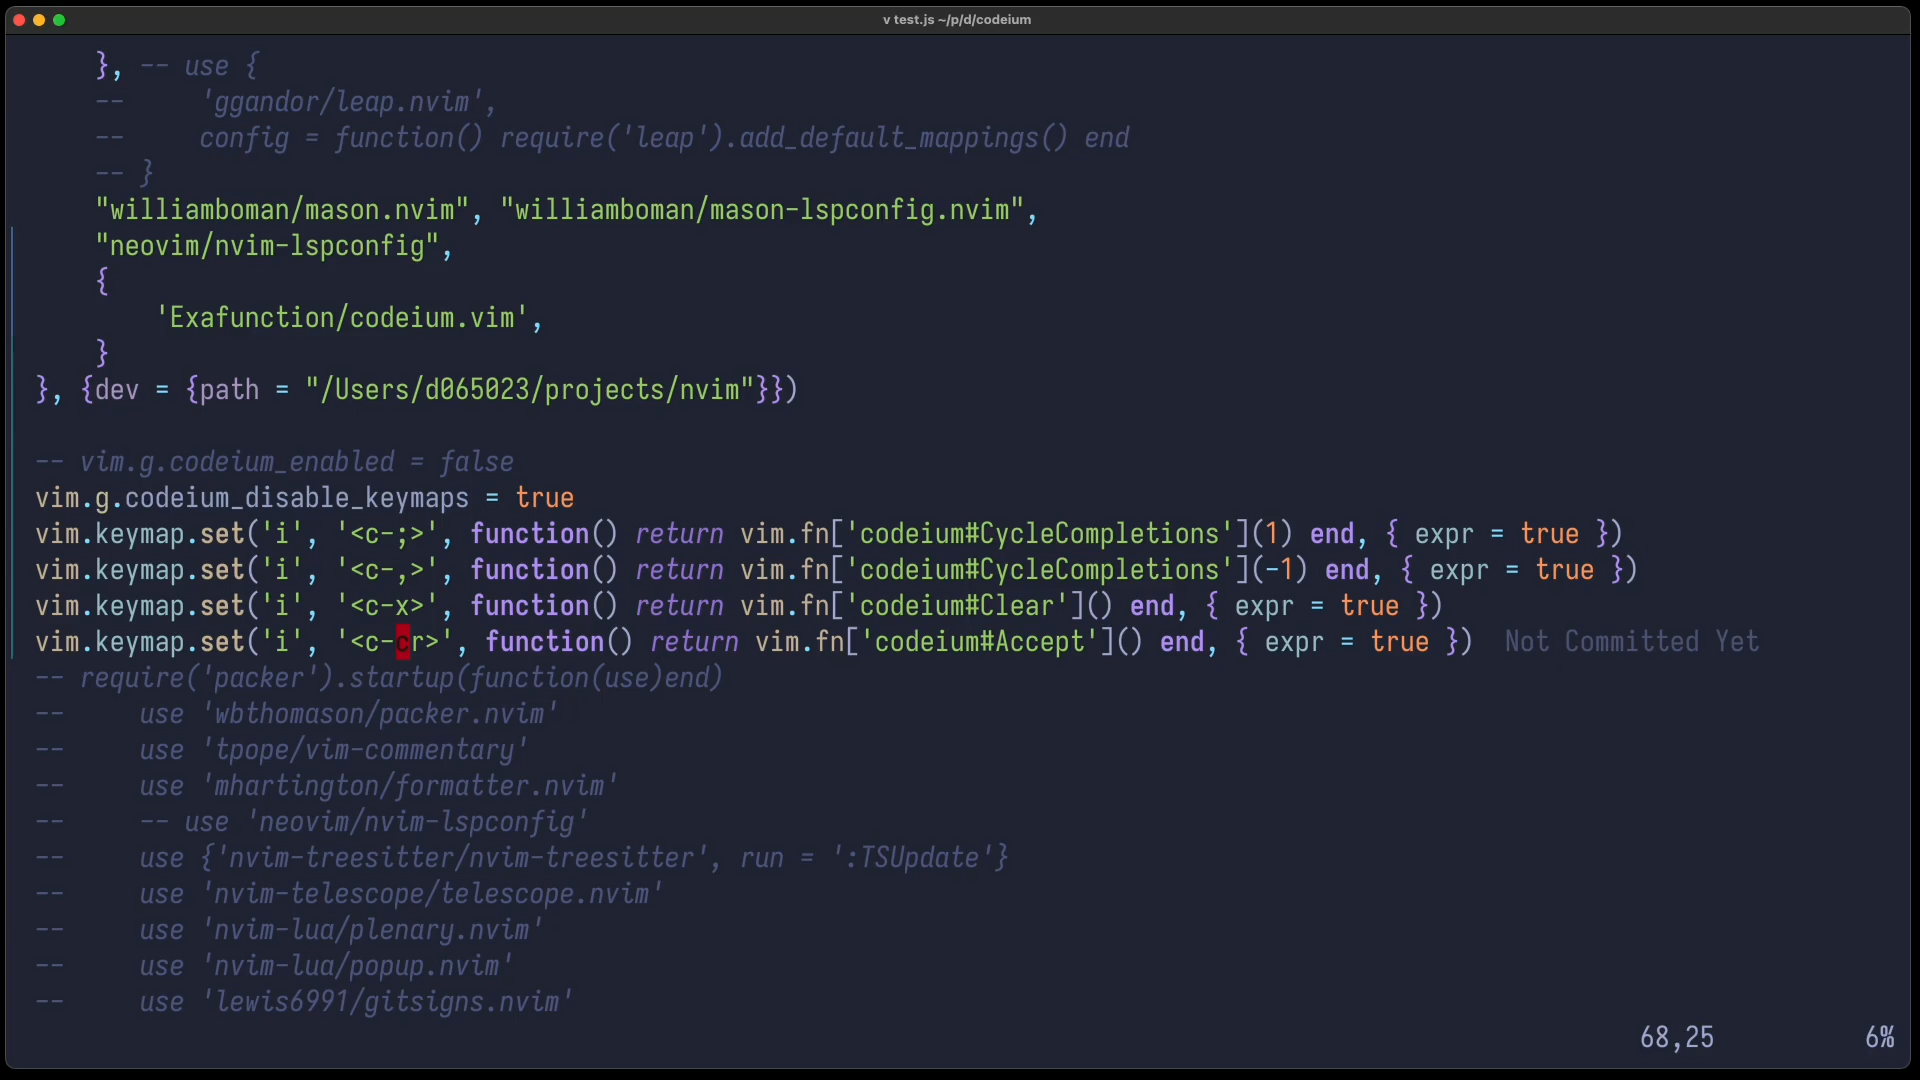 v test.js ~/p/d/codeium
    }, -- use {
    --     'ggandor/leap.nvim',
    --     config = function() require('leap').add_default_mappings() end
    -- }
    "williamboman/mason.nvim", "williamboman/mason-lspconfig.nvim",
    "neovim/nvim-lspconfig",
    {
        'Exafunction/codeium.vim',
    }
}, {dev = {path = "/Users/d065023/projects/nvim"}})
-- vim.g.codeium_enabled = false
vim.g.codeium_disable_keymaps = true
vim.keymap.set('i', '<c-;>', function() return vim.fn['codeium#CycleCompletions'](1) end, { expr = true })
vim.keymap.set('i', '<c-,>', function() return vim.fn['codeium#CycleCompletions'](-1) end, { expr = true })
vim.keymap.set('i', '<c-x>', function() return vim.fn['codeium#Clear']() end, { expr = true })
vim.keymap.set('i', '<c-cr>', function() return vim.fn['codeium#Accept']() end, { expr = true })  Not Committed Yet
-- require('packer').startup(function(use)end)
--     use 'wbthomason/packer.nvim'
--     use 'tpope/vim-commentary'
--     use 'mhartington/formatter.nvim'
--     -- use 'neovim/nvim-lspconfig'
--     use {'nvim-treesitter/nvim-treesitter', run = ':TSUpdate'}
--     use 'nvim-telescope/telescope.nvim'
--     use 'nvim-lua/plenary.nvim'
--     use 'nvim-lua/popup.nvim'
--     use 'lewis6991/gitsigns.nvim'
68,25          6%